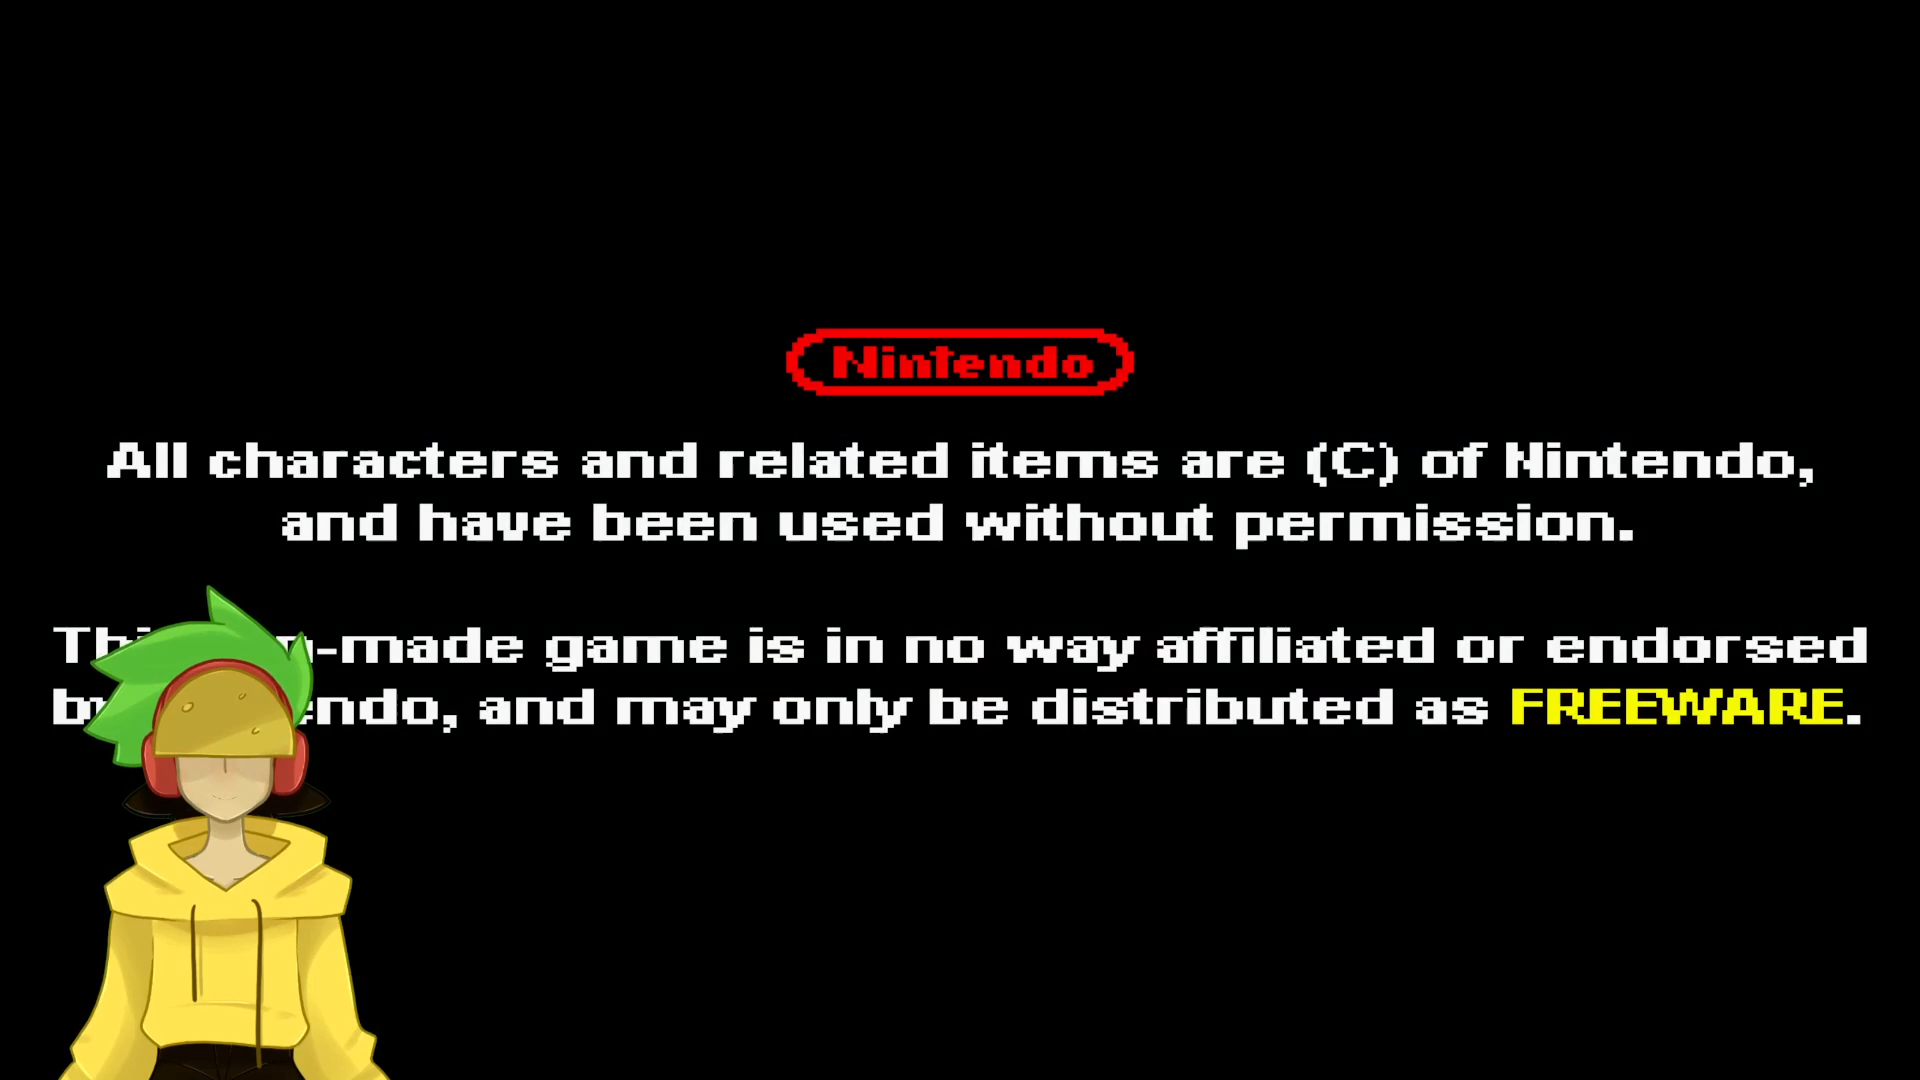 Nintendo
All characters and related items are (C) of Nintendo,
and have been used without permission.
-made game is in no way affiliated or endorsed
and may only be distributed as FREEWARE.